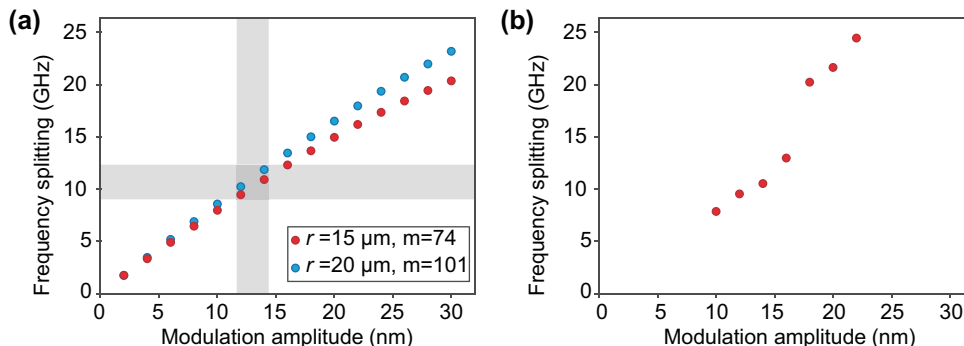 (a)
25
20
15
10
5
0
Frequency splitting (GHz)
0 5 10 15 20 25 30
Modulation amplitude (nm)
r =15 μm, m=74
r =20 μm, m=101
(b)
25
20
15
10
5
0
Frequency splitting (GHz)
0 5 10 15 20 25 30
Modulation amplitude (nm)